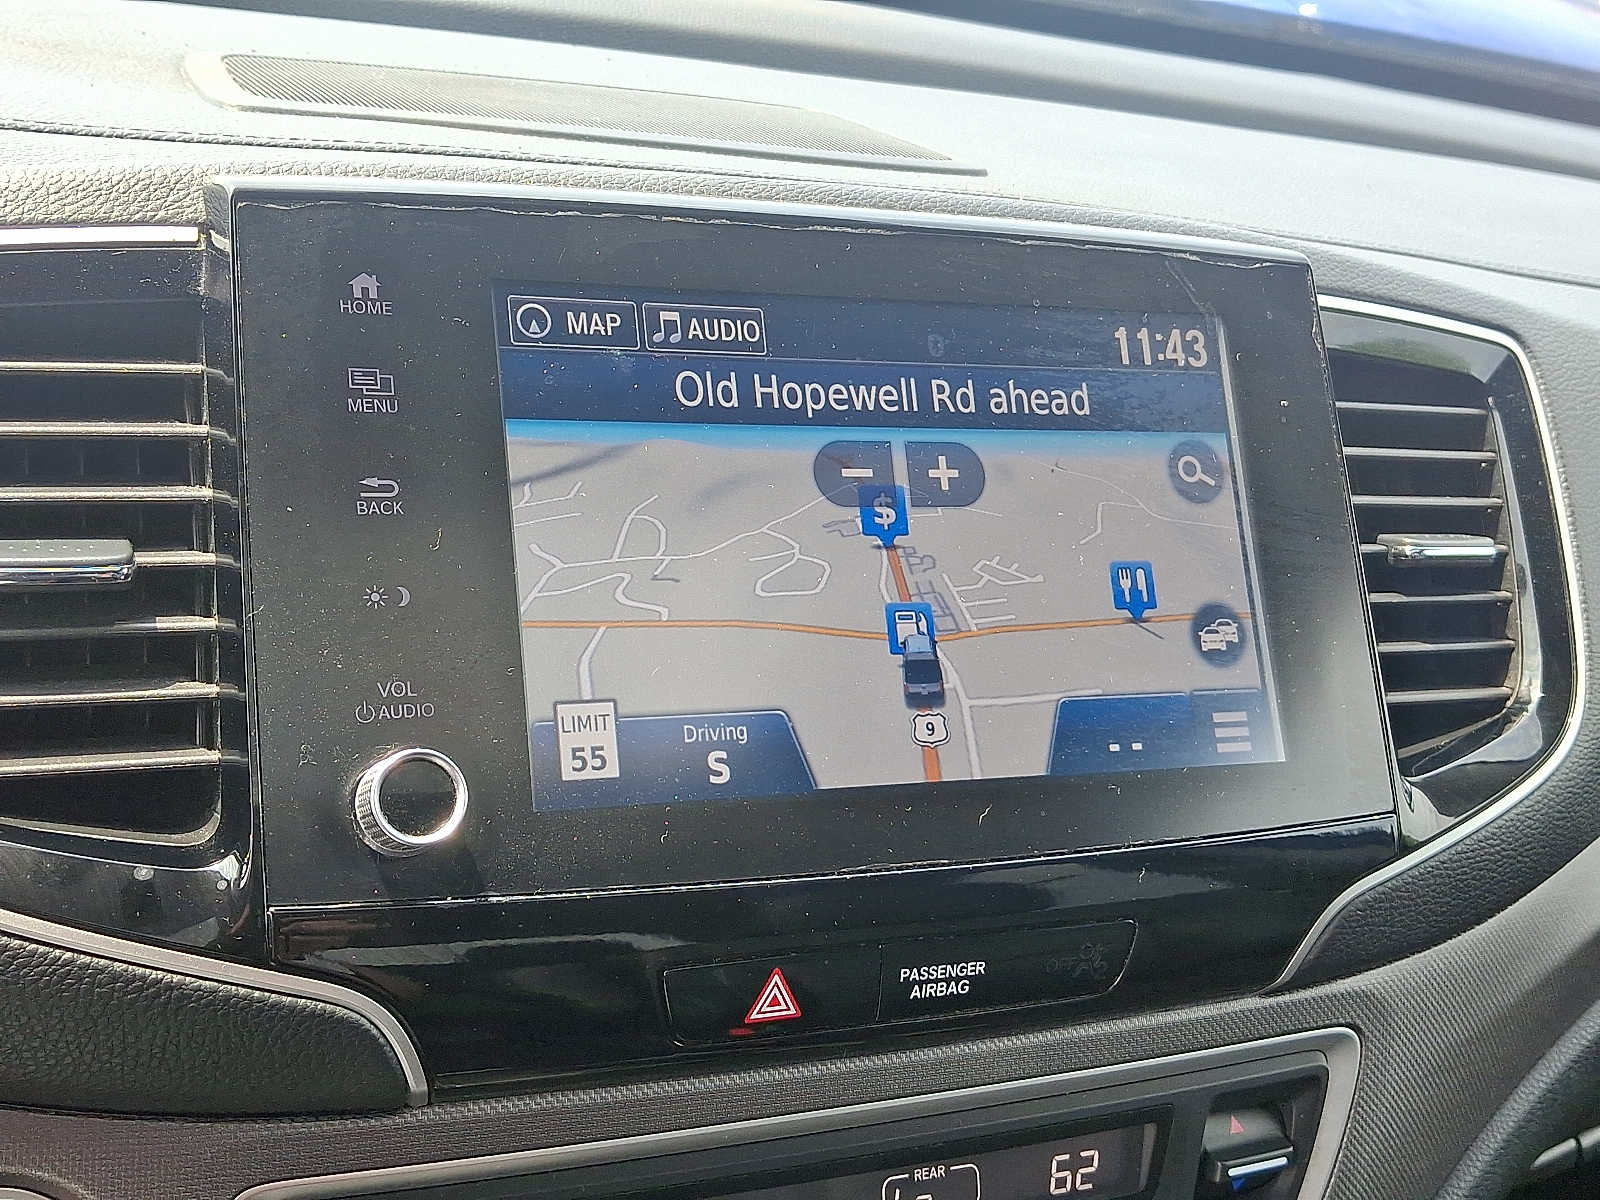 HOME
MENU
BACK
VOL
AUDIO
MAP
AUDIO
11:43
Old Hopewell Rd ahead
−
+
$
LIMIT
55
Driving
S
9
--
PASSENGER
AIRBAG
OFF
REAR
Lo
62